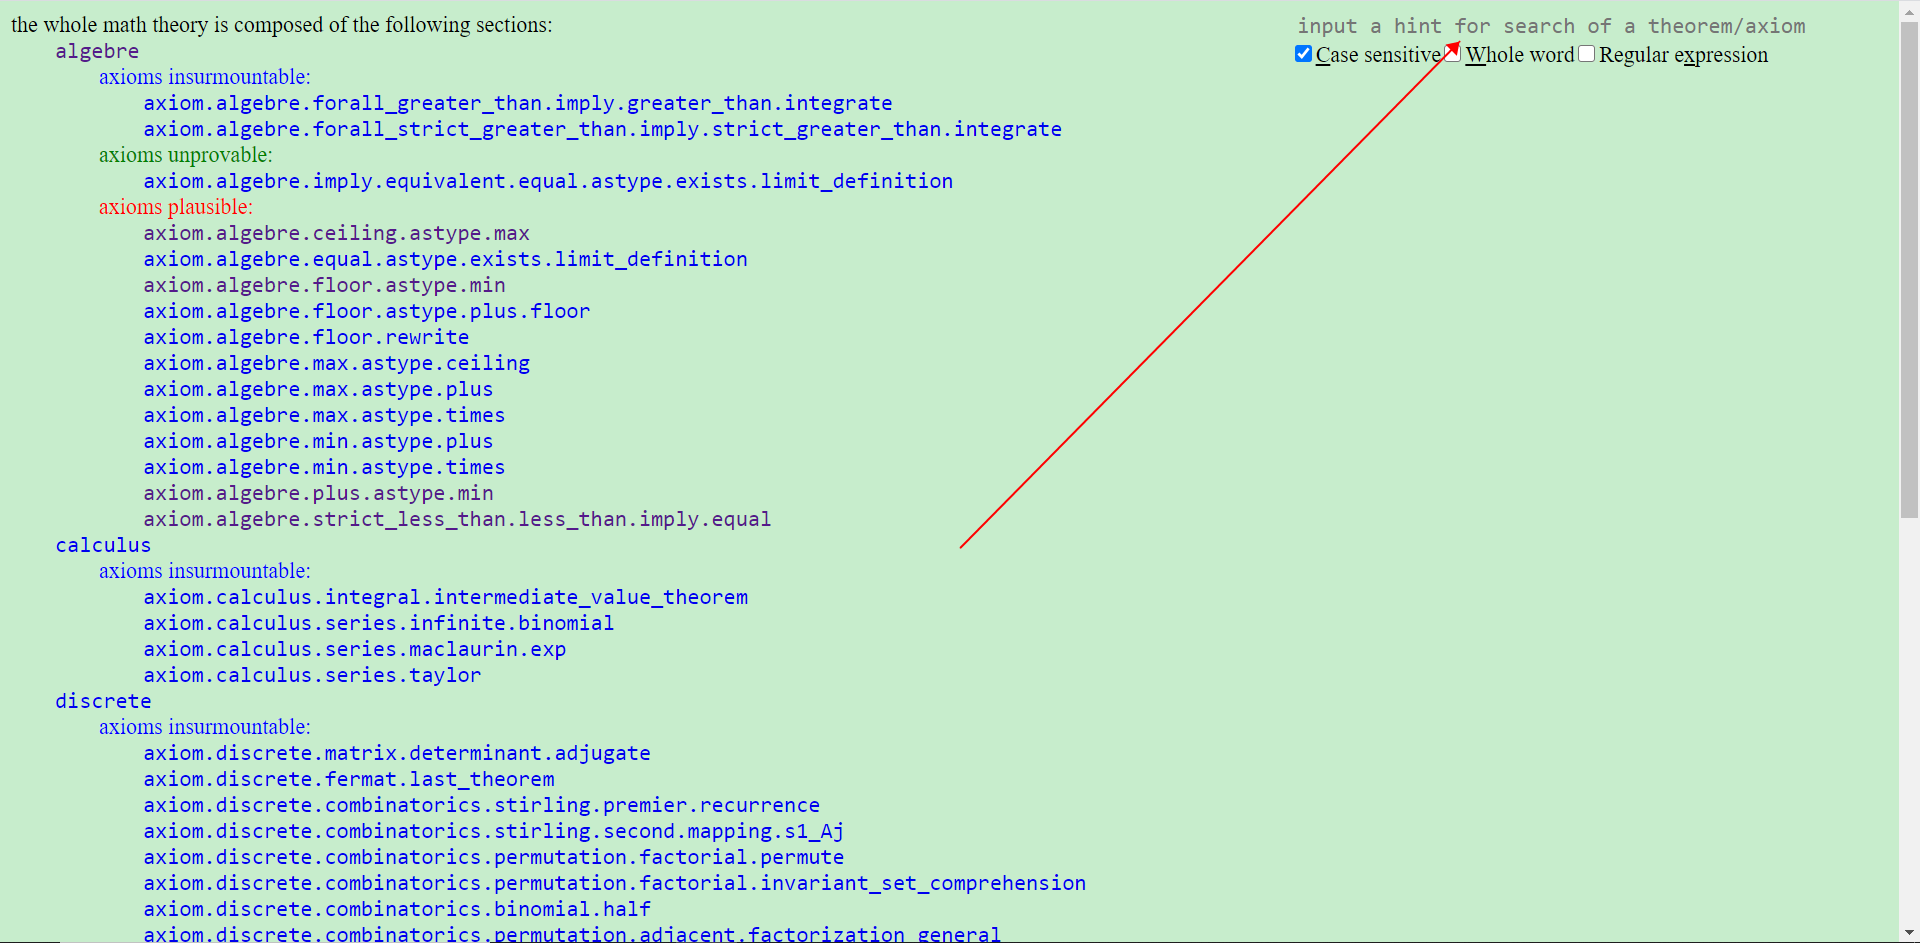 the whole math theory is composed of the following sections:
input a hint for search of a theorem/axiom
Case sensitive Whole word Regular expression
algebre
axioms insurmountable:
axiom.algebre.forall_greater_than.imply.greater_than.integrate
axiom.algebre.forall_strict_greater_than.imply.strict_greater_than.integrate
axioms unprovable:
axiom.algebre.imply.equivalent.equal.astype.exists.limit_definition
axioms plausible:
axiom.algebre.ceiling.astype.max
axiom.algebre.equal.astype.exists.limit_definition
axiom.algebre.floor.astype.min
axiom.algebre.floor.astype.plus.floor
axiom.algebre.floor.rewrite
axiom.algebre.max.astype.ceiling
axiom.algebre.max.astype.plus
axiom.algebre.max.astype.times
axiom.algebre.min.astype.plus
axiom.algebre.min.astype.times
axiom.algebre.plus.astype.min
axiom.algebre.strict_less_than.less_than.imply.equal
calculus
axioms insurmountable:
axiom.calculus.integral.intermediate_value_theorem
axiom.calculus.series.infinite.binomial
axiom.calculus.series.maclaurin.exp
axiom.calculus.series.taylor
discrete
axioms insurmountable:
axiom.discrete.matrix.determinant.adjugate
axiom.discrete.fermat.last_theorem
axiom.discrete.combinatorics.stirling.premier.recurrence
axiom.discrete.combinatorics.stirling.second.mapping.s1_Aj
axiom.discrete.combinatorics.permutation.factorial.permute
axiom.discrete.combinatorics.permutation.factorial.invariant_set_comprehension
axiom.discrete.combinatorics.binomial.half
axiom.discrete.combinatorics.permutation.adjacent.factorization_general